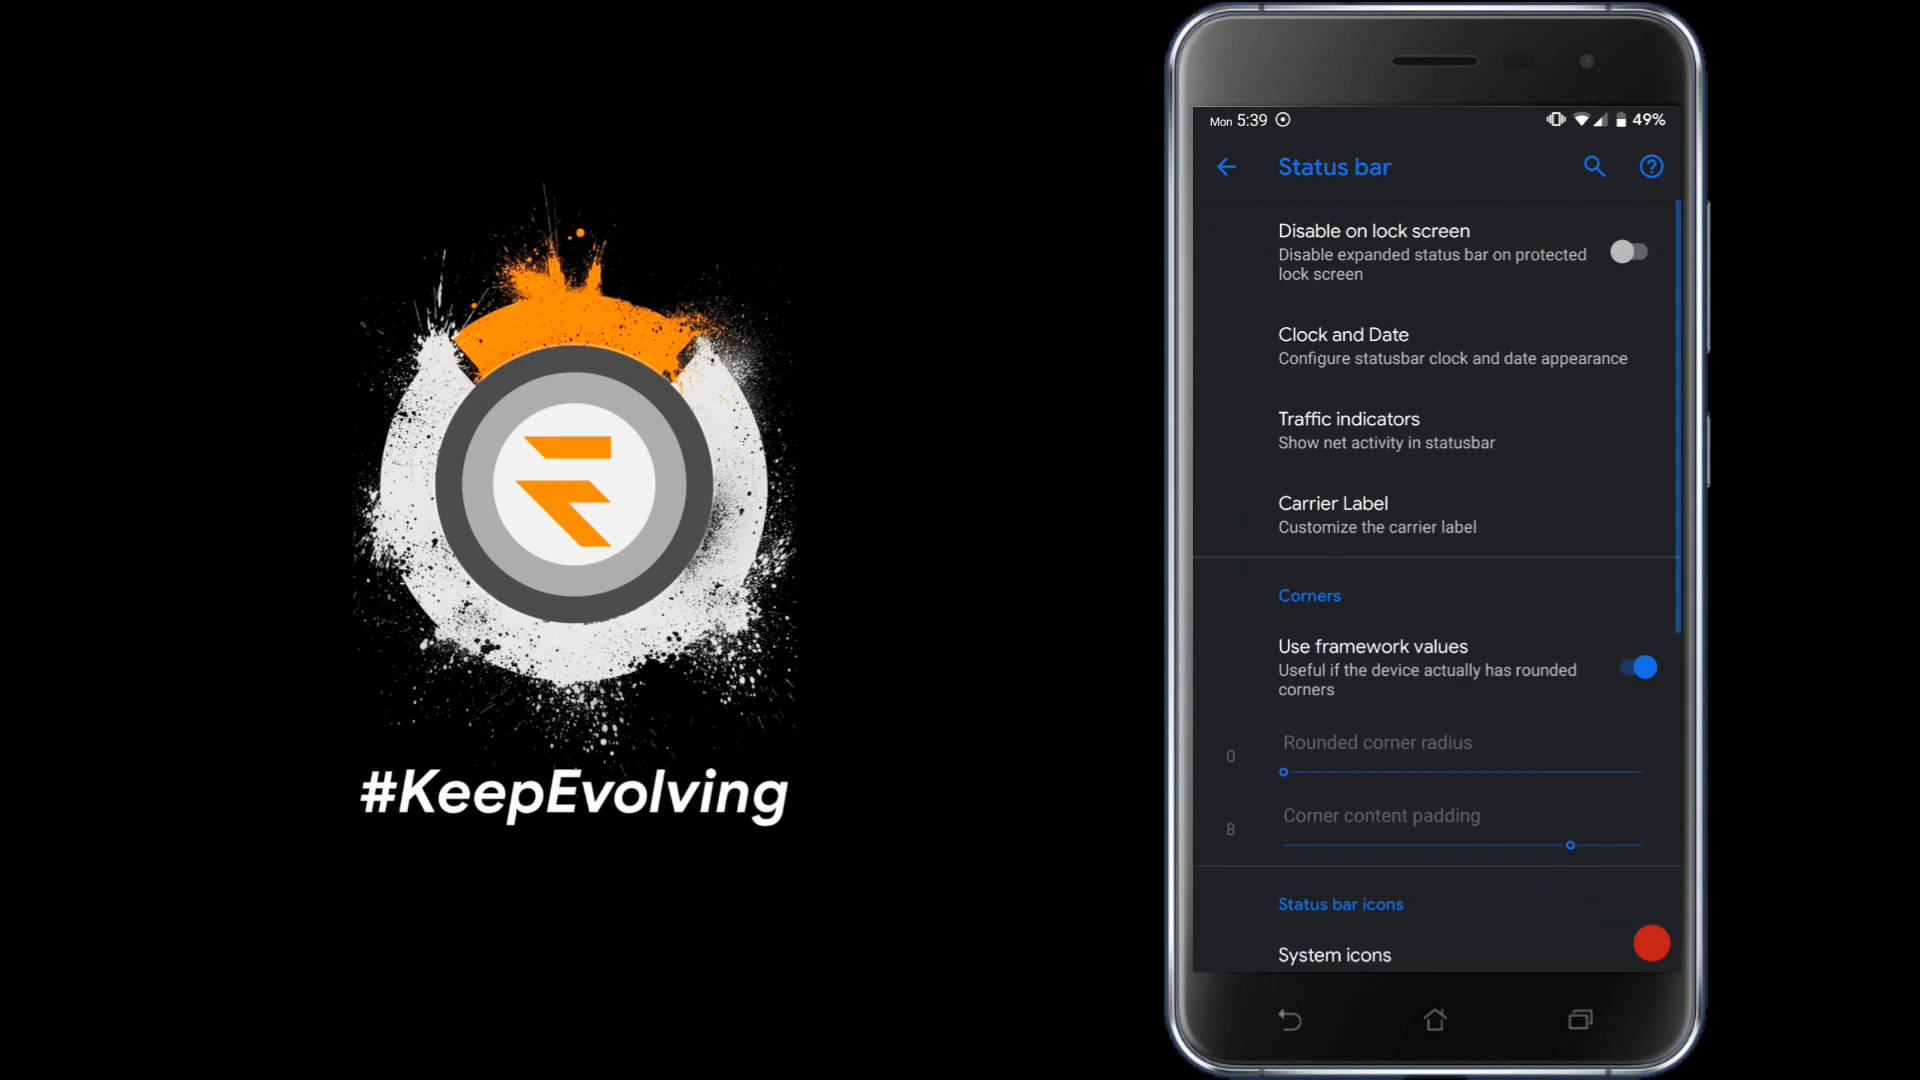 #KeepEvolving
Mon 5:39
49%
Status bar
Disable on lock screen
Disable expanded status bar on protected
lock screen
Clock and Date
Configure statusbar clock and date appearance
Traffic indicators
Show net activity in statusbar
Carrier Label
Customize the carrier label
Corners
Use framework values
Useful if the device actually has rounded
corners
Rounded corner radius
0
Corner content padding
8
Status bar icons
System icons